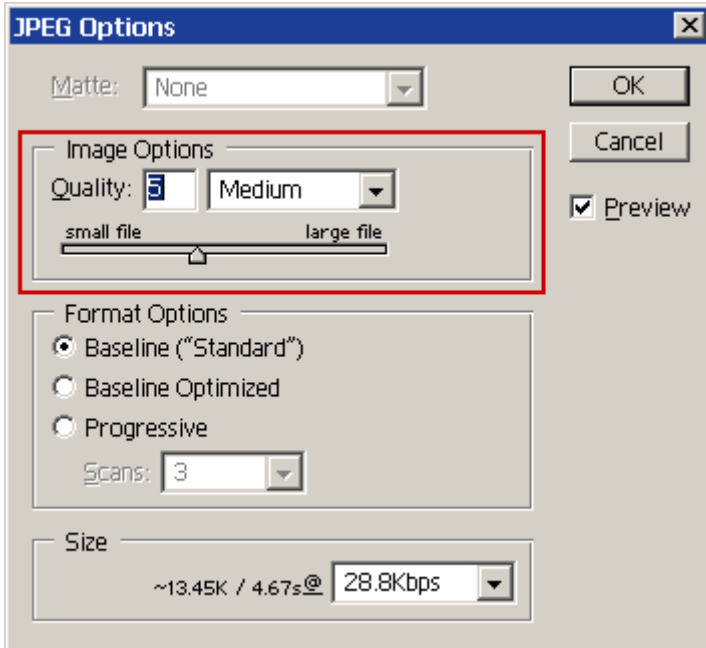 JPEG Options
Matte: None
OK
Image Options
Cancel
Quality: 5 Medium
Preview
small file large file
Format Options
Baseline (“Standard”)
Baseline Optimized
Progressive
Scans: 3
Size
~13.45K / 4.67s@ 28.8Kbps